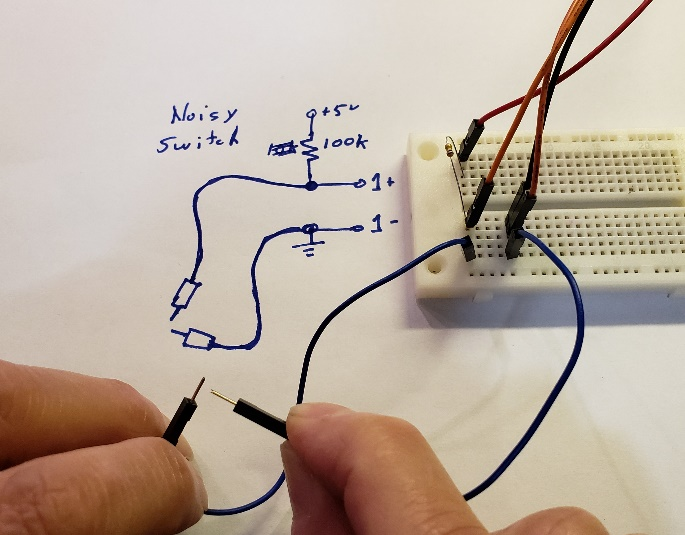 Noisy
Switch
+5v
100k
1+
1-